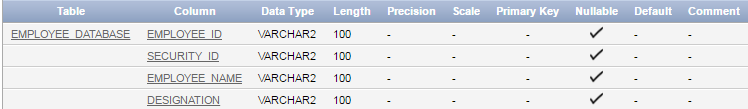 Table Column Data Type Length Precision Scale Primary Key Nullable Default Comment
EMPLOYEE_DATABASE EMPLOYEE_ID VARCHAR2 100 - - - ✓ - -
SECURITY_ID VARCHAR2 100 - - - ✓ - -
EMPLOYEE_NAME VARCHAR2 100 - - - ✓ - -
DESIGNATION VARCHAR2 100 - - - ✓ - -